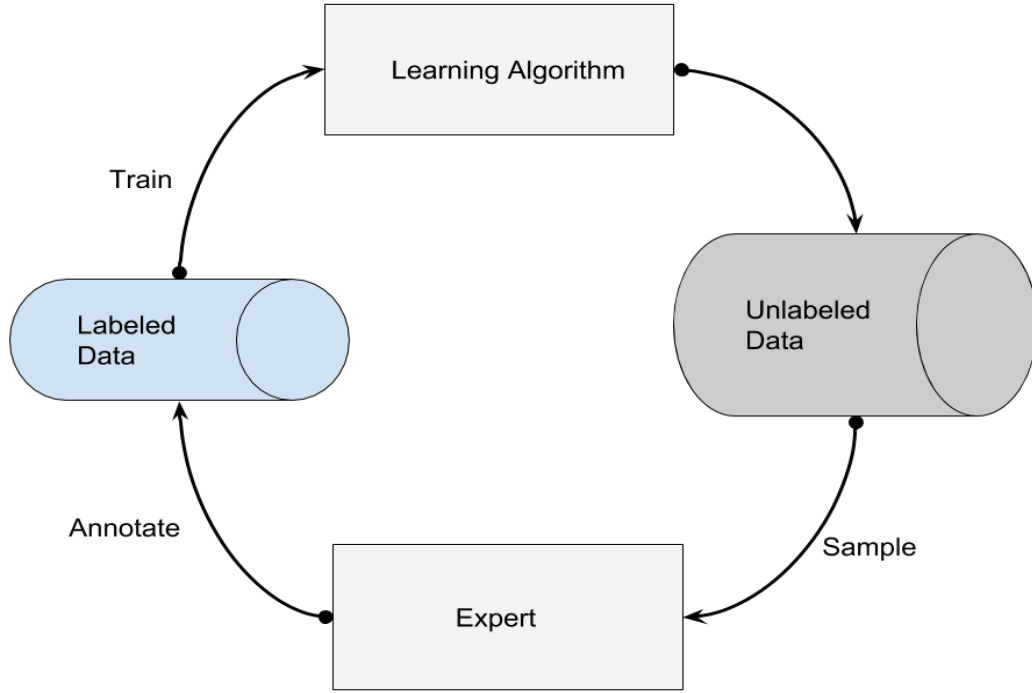 Learning Algorithm
Train
Labeled
Data
Unlabeled
Data
Annotate
Sample
Expert